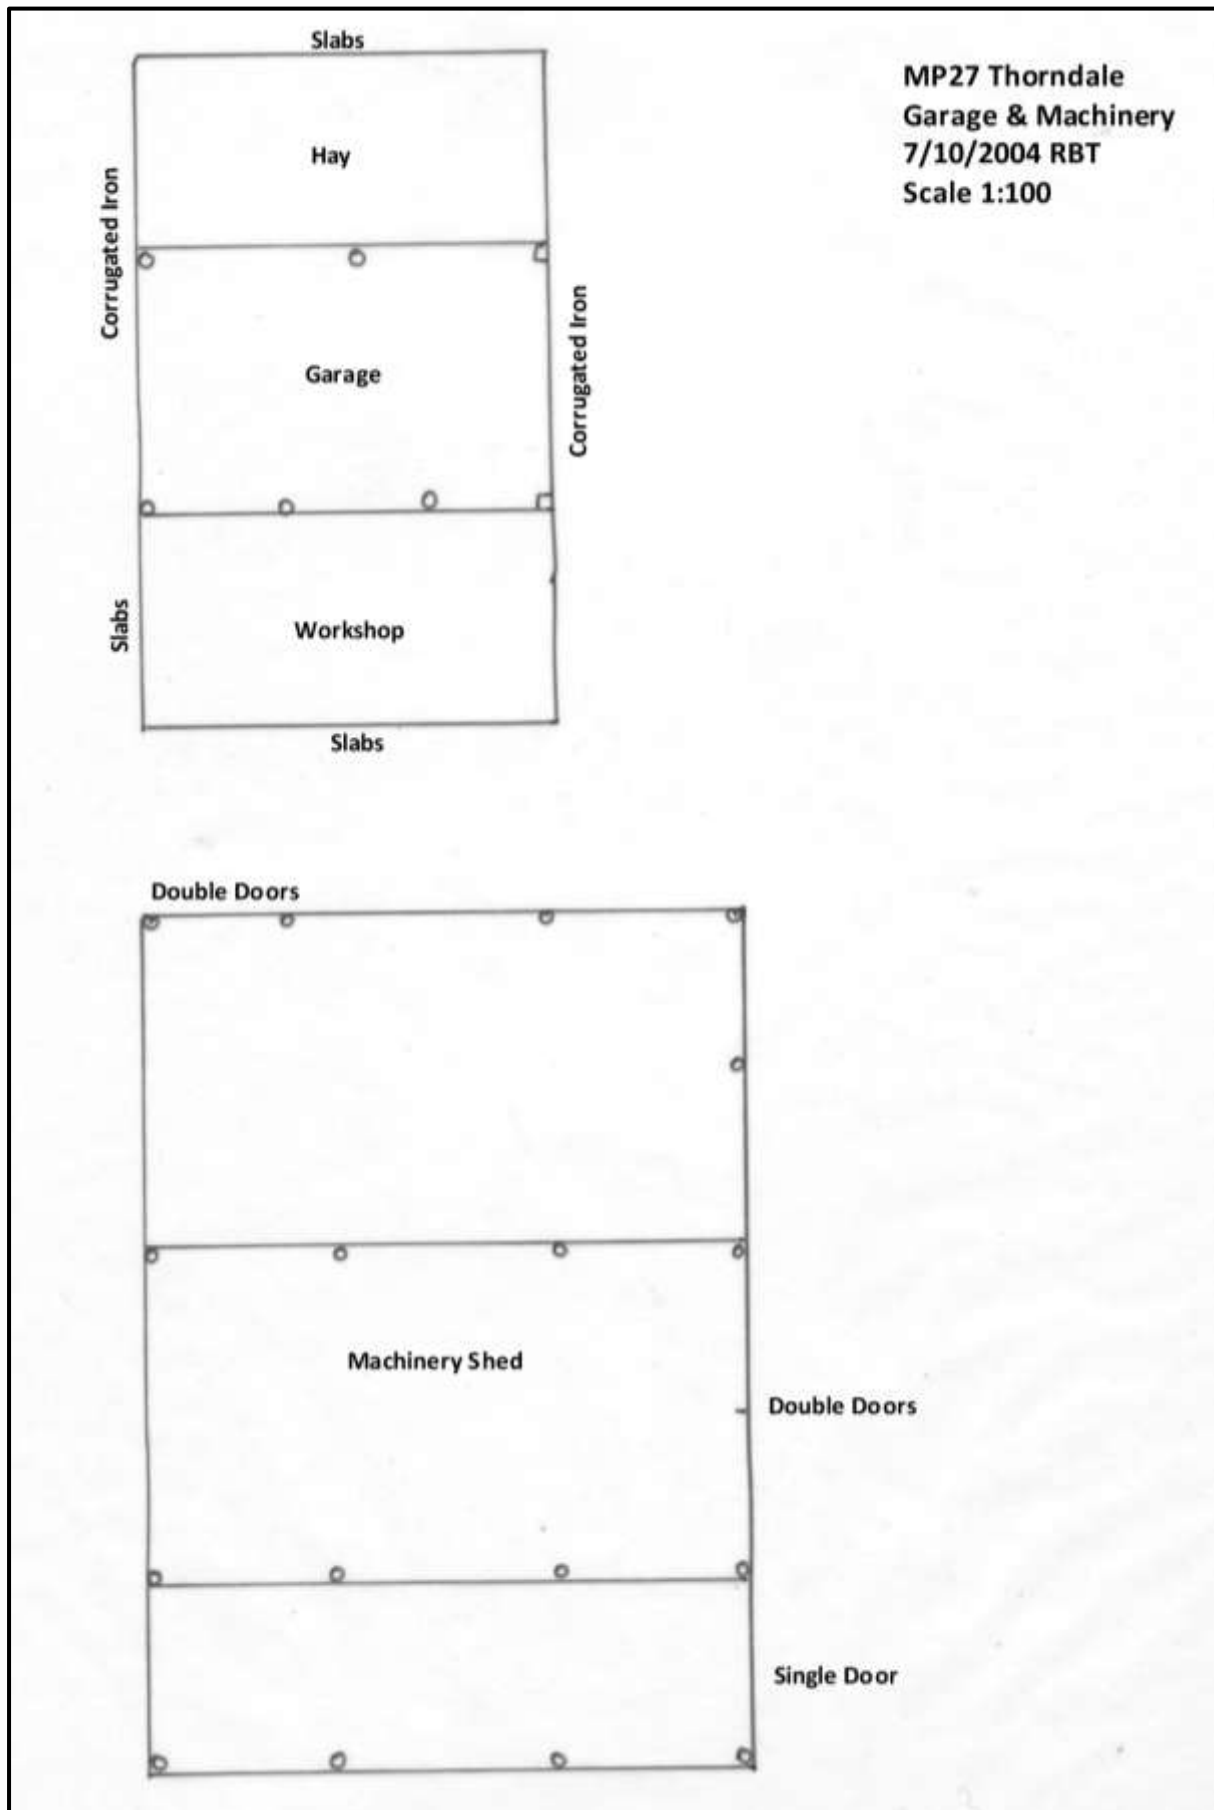 Slabs
MP27 Thorndale
Garage & Machinery
7/10/2004 RBT
Scale 1:100
Hay
Corrugated Iron
Corrugated Iron
Garage
Slabs
Workshop
Slabs
Double Doors
Machinery Shed
Double Doors
Single Door